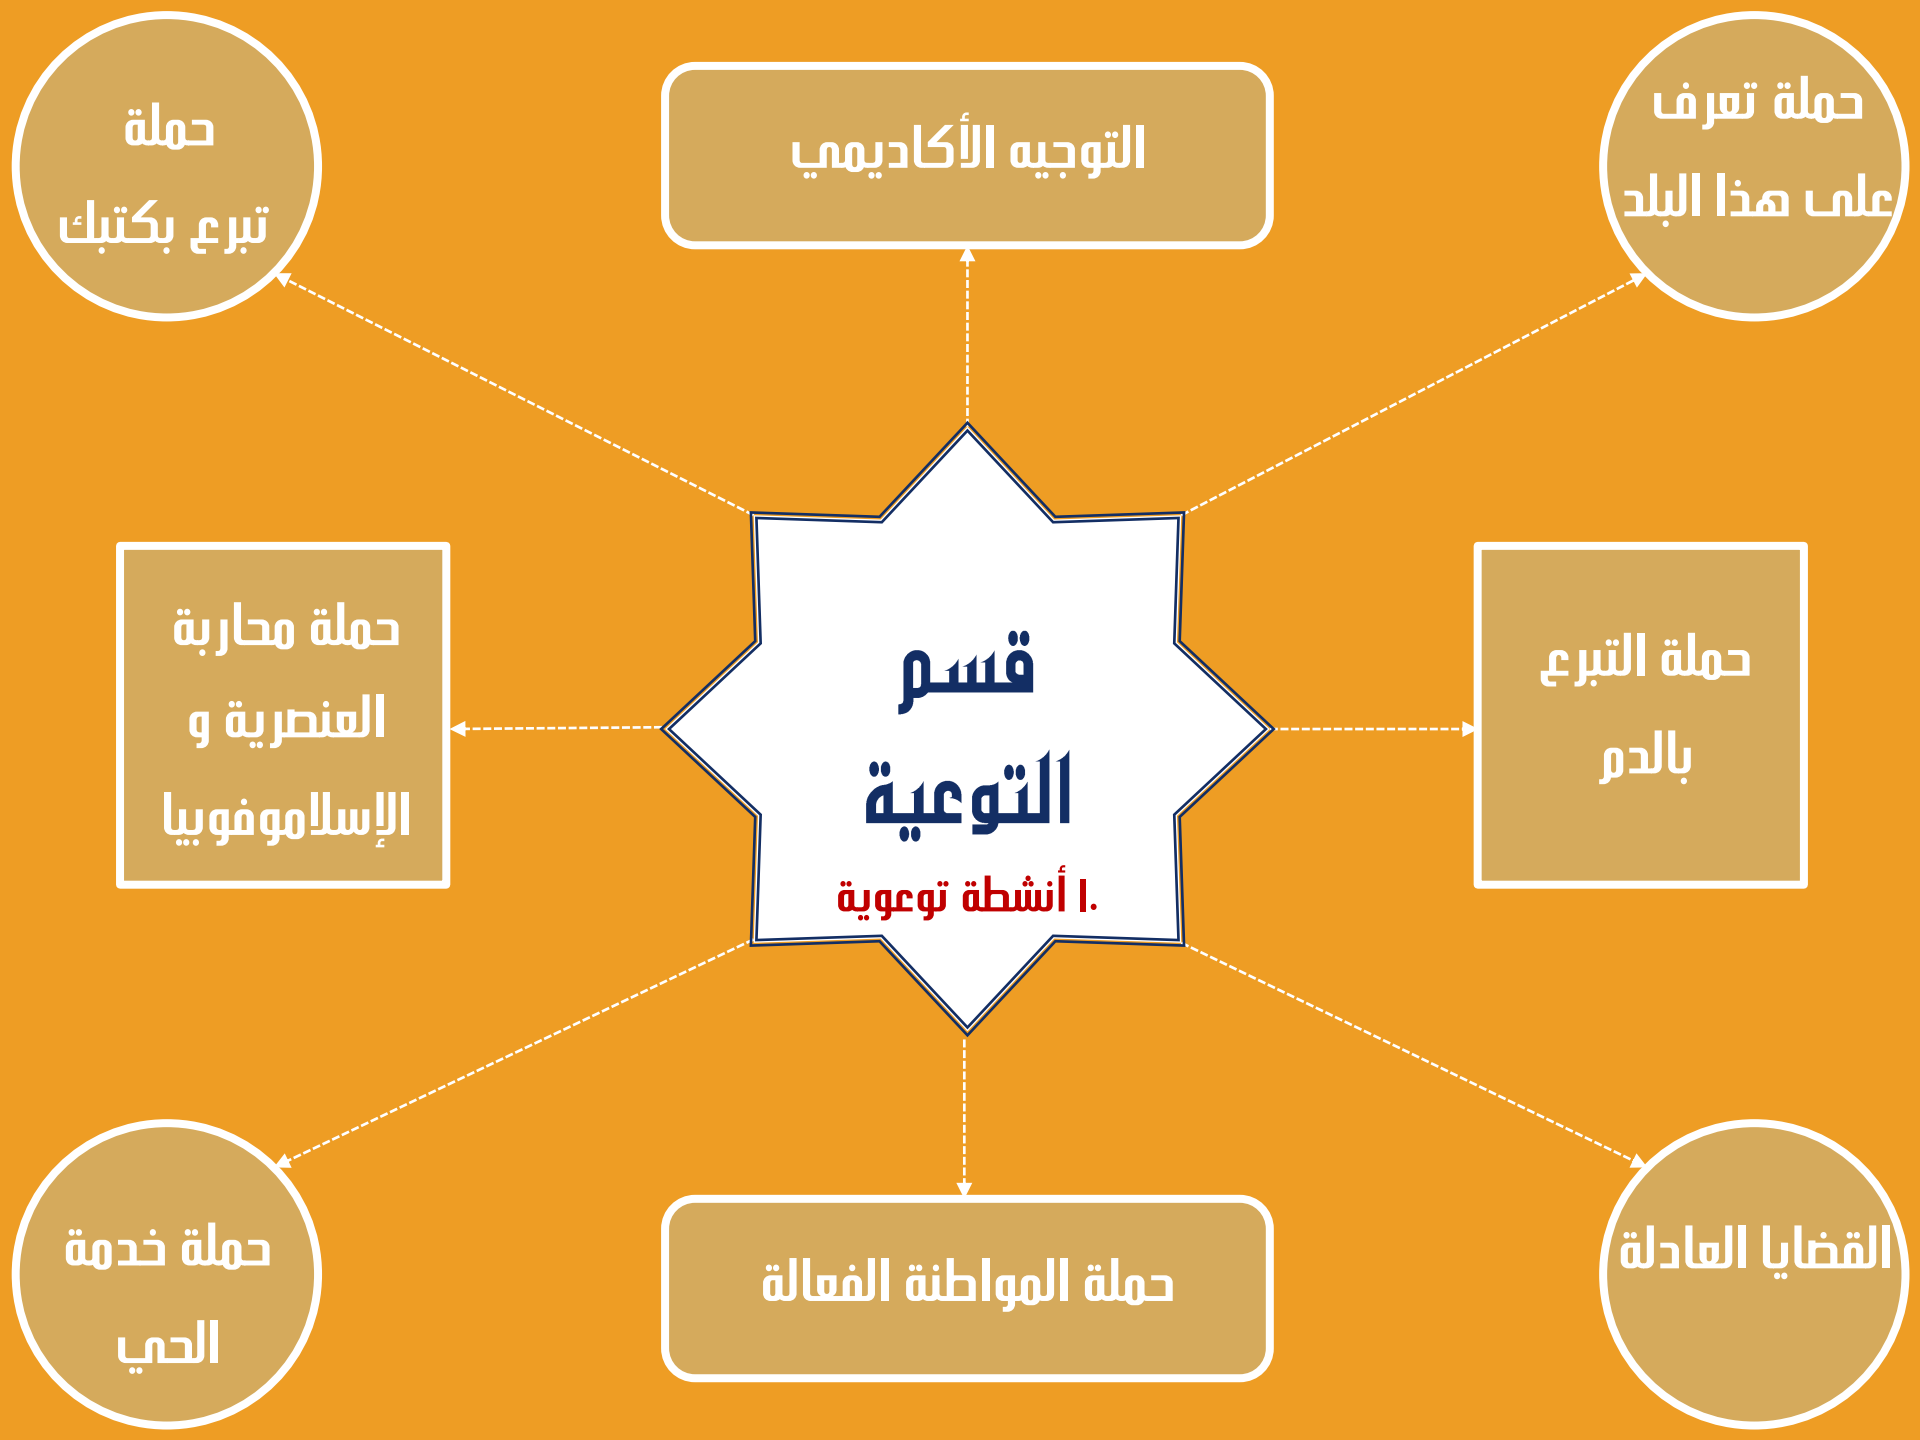 حملة تعرف
على هذا البلد
التوجيه الأكاديمي
حملة
تبرع بكتبك
حملة التبرع
بالدم
قسم
التوعية
١٠ أنشطة توعوية
حملة محاربة
العنصرية و
الإسلاموفوبيا
القضايا العادلة
حملة المواطنة الفعالة
حملة خدمة
الحي